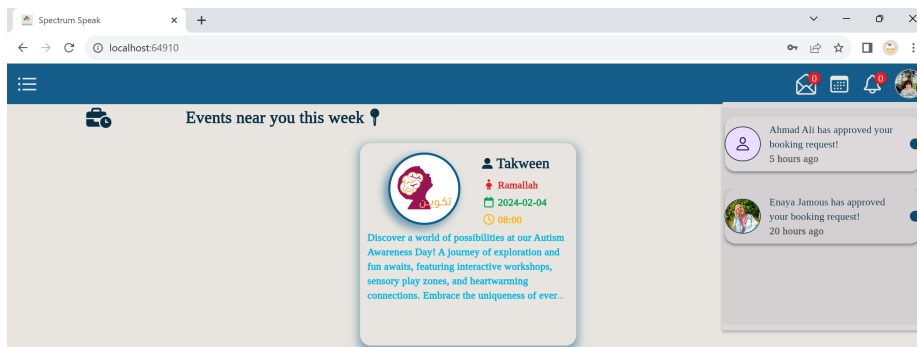 Spectrum Speak
localhost:64910
0
0
Events near you this week
Takween
Ramallah
2024-02-04
08:00
تكوين
Discover a world of possibilities at our Autism
Awareness Day! A journey of exploration and
fun awaits, featuring interactive workshops,
sensory play zones, and heartwarming
connections. Embrace the uniqueness of ever...
Ahmad Ali has approved your
booking request!
5 hours ago
Enaya Jamous has approved
your booking request!
20 hours ago